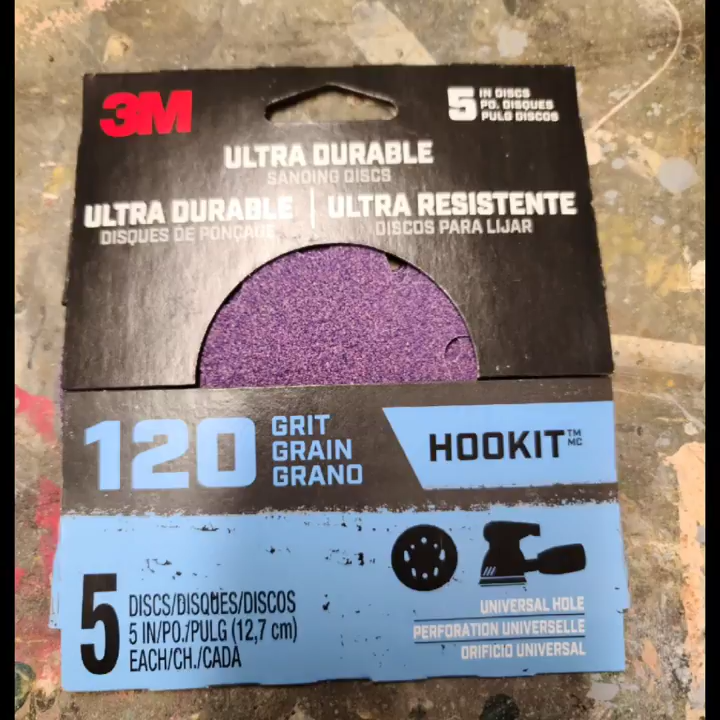 3M
5 IN DISCS
PO. DISQUES
PULG DISCOS
ULTRA DURABLE
SANDING DISCS
ULTRA DURABLE | ULTRA RESISTENTE
DISQUES DE PONÇAGE DISCOS PARA LIJAR
120 GRIT
GRAIN
GRANO
HOOKIT™
MC
5 DISCS/DISQUES/DISCOS
5 IN/PO./PULG (12,7 cm)
EACH/CH./CADA
UNIVERSAL HOLE
PERFORATION UNIVERSELLE
ORIFICIO UNIVERSAL